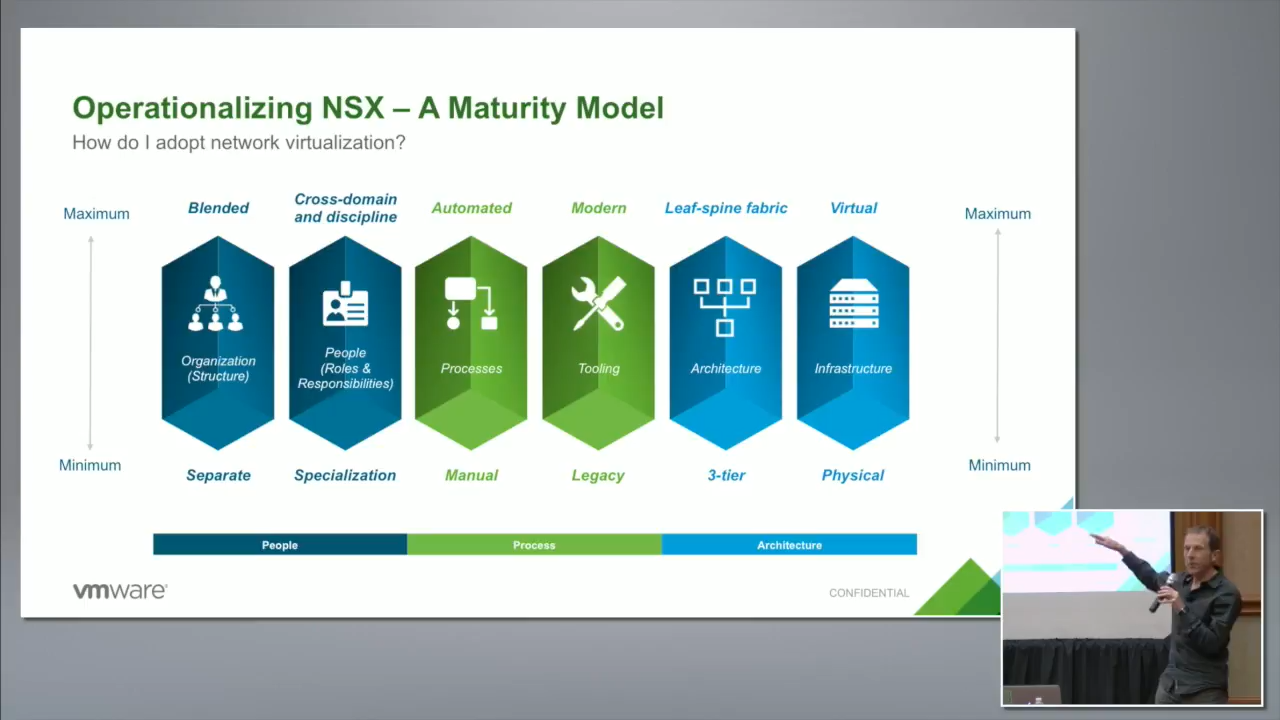 Operationalizing NSX – A Maturity Model
How do I adopt network virtualization?
Maximum
Blended
Cross-domain
and discipline
Automated
Modern
Leaf-spine fabric
Virtual
Maximum
Organization
(Structure)
People
(Roles &
Responsibilities)
Processes
Tooling
Architecture
Infrastructure
Minimum
Separate
Specialization
Manual
Legacy
3-tier
Physical
Minimum
People
Process
Architecture
vmware®
CONFIDENTIAL